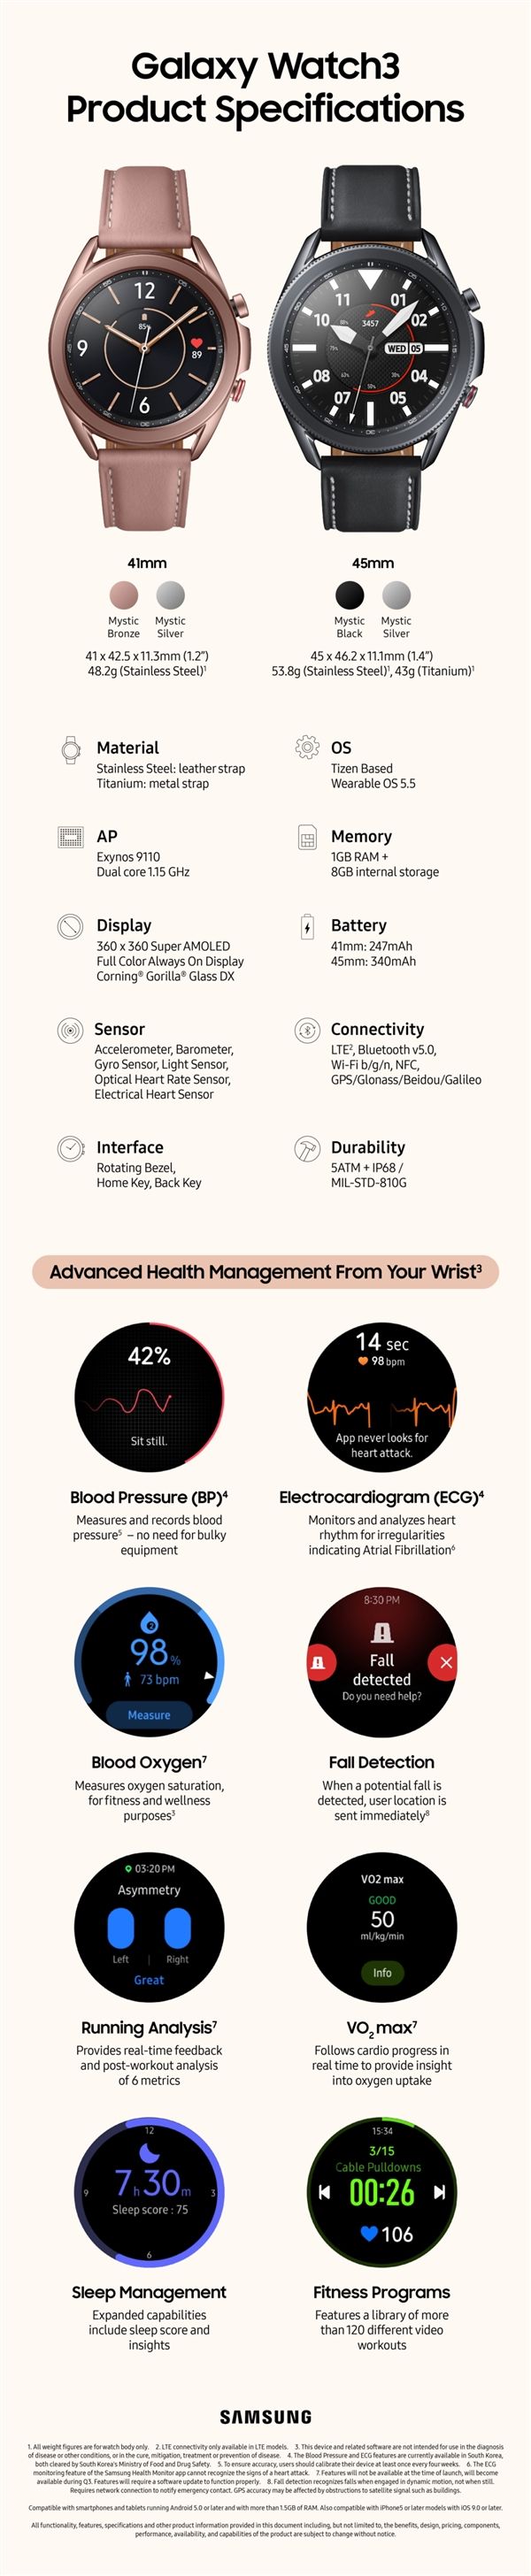 Galaxy Watch3
Product Specifications
12
85%
9
89
6
11
01
10
3457
02
WED 05
08
04
07
05
41mm
45mm
Mystic
Bronze
Mystic
Silver
Mystic
Black
Mystic
Silver
41 x 42.5 x 11.3mm (1.2")
48.2g (Stainless Steel)¹
45 x 46.2 x 11.1mm (1.4")
53.8g (Stainless Steel)¹, 43g (Titanium)¹
Material
Stainless Steel: leather strap
Titanium: metal strap
OS
Tizen Based
Wearable OS 5.5
AP
Exynos 9110
Dual core 1.15 GHz
Memory
1GB RAM +
8GB internal storage
Display
360 x 360 Super AMOLED
Full Color Always On Display
Corning® Gorilla® Glass DX
Battery
41mm: 247mAh
45mm: 340mAh
Sensor
Accelerometer, Barometer,
Gyro Sensor, Light Sensor,
Optical Heart Rate Sensor,
Electrical Heart Sensor
Connectivity
LTE², Bluetooth v5.0,
Wi-Fi b/g/n, NFC,
GPS/Glonass/Beidou/Galileo
Interface
Rotating Bezel,
Home Key, Back Key
Durability
5ATM + IP68 /
MIL-STD-810G
Advanced Health Management From Your Wrist³
42%
Sit still.
14 sec
98 bpm
App never looks for
heart attack.
Blood Pressure (BP)⁴
Measures and records blood
pressure⁵ – no need for bulky
equipment
Electrocardiogram (ECG)⁴
Monitors and analyzes heart
rhythm for irregularities
indicating Atrial Fibrillation⁶
98 %
73 bpm
Measure
8:30 PM
Fall
detected
Do you need help?
Blood Oxygen⁷
Measures oxygen saturation,
for fitness and wellness
purposes³
Fall Detection
When a potential fall is
detected, user location is
sent immediately⁸
03:20 PM
Asymmetry
Left | Right
Great
VO2 max
GOOD
50
ml/kg/min
Info
Running Analysis⁷
Provides real-time feedback
and post-workout analysis
of 6 metrics
VO₂ max⁷
Follows cardio progress in
real time to provide insight
into oxygen uptake
12
7 h 30 m
9
3
Sleep score : 75
6
15:34
3/15
Cable Pulldowns
00:26
106
Sleep Management
Expanded capabilities
include sleep score and
insights
Fitness Programs
Features a library of more
than 120 different video
workouts
SAMSUNG
1. All weight figures are for watch body only. 2. LTE connectivity only available in LTE models. 3. This device and related software are not intended for use in the diagnosis
of disease or other conditions, or in the cure, mitigation, treatment or prevention of disease. 4. The Blood Pressure and ECG features are currently available in South Korea,
both cleared by South Korea's Ministry of Food and Drug Safety. 5. To ensure accuracy, users should calibrate their device at least once every four weeks. 6. The ECG
monitoring feature of the Samsung Health Monitor app cannot recognize the signs of a heart attack. 7. Features will not be available at the time of launch, will become
available during Q3. Features will require a software update to function properly. 8. Fall detection recognizes falls when engaged in dynamic motion, not when still.
Requires network connection to notify emergency contact. GPS accuracy may be affected by obstructions to satellite signal such as buildings.
Compatible with smartphones and tablets running Android 5.0 or later and with more than 1.5GB of RAM. Also compatible with iPhone5 or later models with iOS 9.0 or later.
All functionality, features, specifications and other product information provided in this document including, but not limited to, the benefits, design, pricing, components,
performance, availability, and capabilities of the product are subject to change without notice.